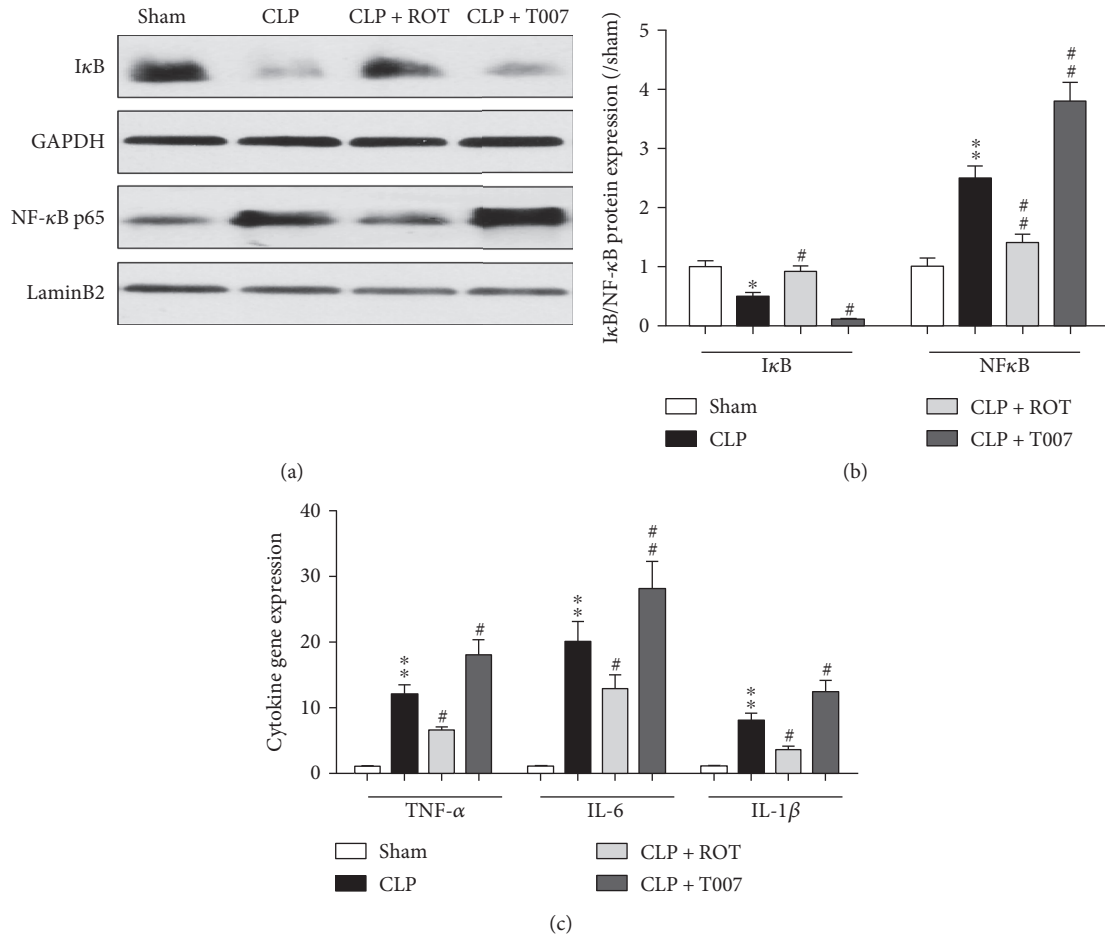 Sham CLP CLP + ROT CLP + T007
IκB
GAPDH
NF-κB p65
LaminB2
(a)
IκB/NF-κB protein expression (/sham)
5
4
3
2
1
0
*
#
#
**
##
##
IκB NFκB
Sham CLP + ROT
CLP CLP + T007
(b)
Cytokine gene expression
40
30
20
10
0
**
#
#
**
#
##
**
#
#
TNF-α IL-6 IL-1β
Sham CLP + ROT
CLP CLP + T007
(c)